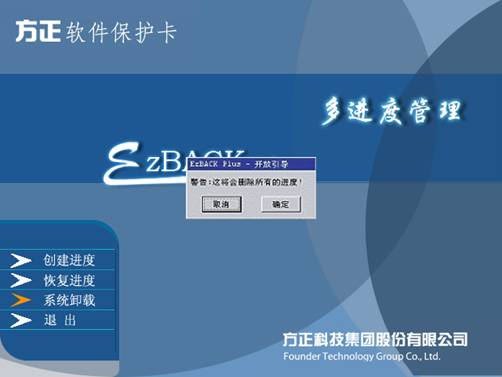 方正软件保护卡
多进度管理
EzBACK
EzBACK Plus - 开放引导
警告:这将会删除所有的进度!
取消
确定
创建进度
恢复进度
系统卸载
退 出
方正科技集团股份有限公司
Founder Technology Group Co., Ltd.